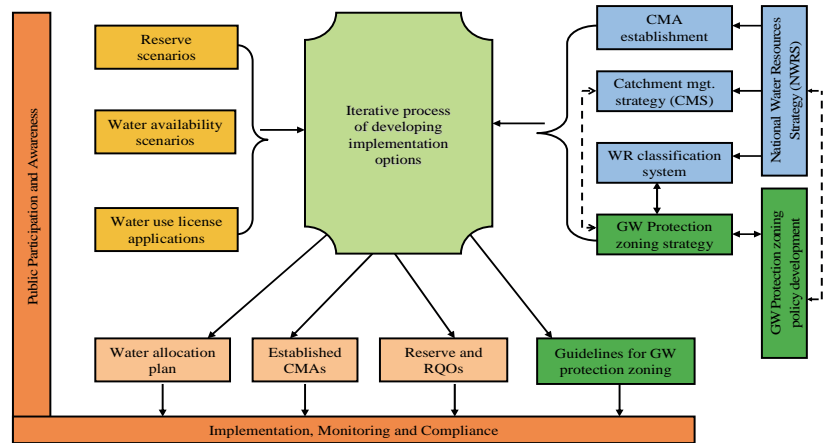 Public Participation and Awareness
Reserve
scenarios
Water availability
scenarios
Water use license
applications
Iterative process
of developing
implementation
options
CMA
establishment
Catchment mgt.
strategy (CMS)
WR classification
system
GW Protection
zoning strategy
National Water Resources
Strategy (NWRS)
GW Protection zoning
policy development
Water allocation
plan
Established
CMAs
Reserve and
RQOs
Guidelines for GW
protection zoning
Implementation, Monitoring and Compliance